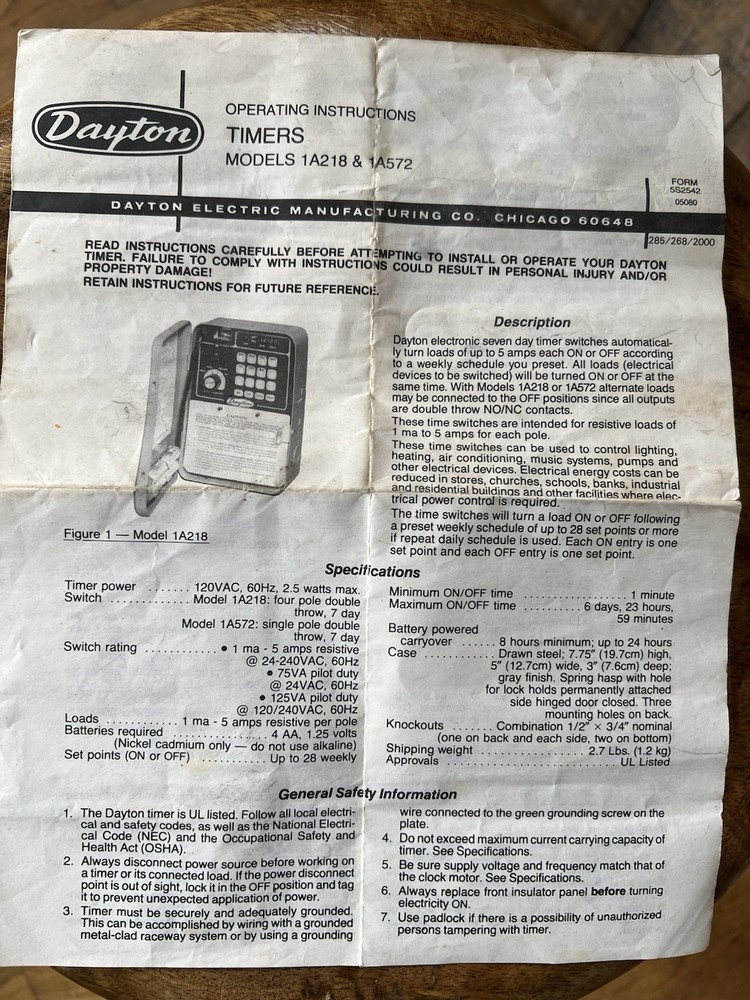 Dayton
OPERATING INSTRUCTIONS
TIMERS
MODELS 1A218 & 1A572
FORM
5S2542
05080
DAYTON ELECTRIC MANUFACTURING CO. CHICAGO 60648
285/268/2000
READ INSTRUCTIONS CAREFULLY BEFORE ATTEMPTING TO INSTALL OR OPERATE YOUR DAYTON
TIMER. FAILURE TO COMPLY WITH INSTRUCTIONS COULD RESULT IN PERSONAL INJURY AND/OR
PROPERTY DAMAGE!
RETAIN INSTRUCTIONS FOR FUTURE REFERENCE.
Dayton
Figure 1 — Model 1A218
Description
Dayton electronic seven day timer switches automatical-
ly turn loads of up to 5 amps each ON or OFF according
to a weekly schedule you preset. All loads (electrical
devices to be switched) will be turned ON or OFF at the
same time. With Models 1A218 or 1A572 alternate loads
may be connected to the OFF positions since all outputs
are double throw NO/NC contacts.
These time switches are intended for resistive loads of
1 ma to 5 amps for each pole.
These time switches can be used to control lighting,
heating, air conditioning, music systems, pumps and
other electrical devices. Electrical energy costs can be
reduced in stores, churches, schools, banks, industrial
and residential buildings and other facilities where elec-
trical power control is required.
The time switches will turn a load ON or OFF following
a preset weekly schedule of up to 28 set points or more
if repeat daily schedule is used. Each ON entry is one
set point and each OFF entry is one set point.
Specifications
Timer power ....... 120VAC, 60Hz, 2.5 watts max.
Switch ............ Model 1A218: four pole double
throw, 7 day
Model 1A572: single pole double
throw, 7 day
Switch rating ............ • 1 ma - 5 amps resistive
@ 24-240VAC, 60Hz
• 75VA pilot duty
@ 24VAC, 60Hz
• 125VA pilot duty
@ 120/240VAC, 60Hz
Loads ........... 1 ma - 5 amps resistive per pole
Batteries required ............... 4 AA, 1.25 volts
(Nickel cadmium only — do not use alkaline)
Set points (ON or OFF) .......... Up to 28 weekly
Minimum ON/OFF time ................. 1 minute
Maximum ON/OFF time .......... 6 days, 23 hours,
59 minutes
Battery powered
carryover ...... 8 hours minimum; up to 24 hours
Case ............ Drawn steel; 7.75" (19.7cm) high,
5" (12.7cm) wide, 3" (7.6cm) deep;
gray finish. Spring hasp with hole
for lock holds permanently attached
side hinged door closed. Three
mounting holes on back.
Knockouts ....... Combination 1/2" × 3/4" nominal
(one on back and each side, two on bottom)
Shipping weight .................. 2.7 Lbs. (1.2 kg)
Approvals ............................ UL Listed
General Safety Information
1. The Dayton timer is UL listed. Follow all local electri-
cal and safety codes, as well as the National Electri-
cal Code (NEC) and the Occupational Safety and
Health Act (OSHA).
2. Always disconnect power source before working on
a timer or its connected load. If the power disconnect
point is out of sight, lock it in the OFF position and tag
it to prevent unexpected application of power.
3. Timer must be securely and adequately grounded.
This can be accomplished by wiring with a grounded
metal-clad raceway system or by using a grounding
wire connected to the green grounding screw on the
plate.
4. Do not exceed maximum current carrying capacity of
timer. See Specifications.
5. Be sure supply voltage and frequency match that of
the clock motor. See Specifications.
6. Always replace front insulator panel before turning
electricity ON.
7. Use padlock if there is a possibility of unauthorized
persons tampering with timer.